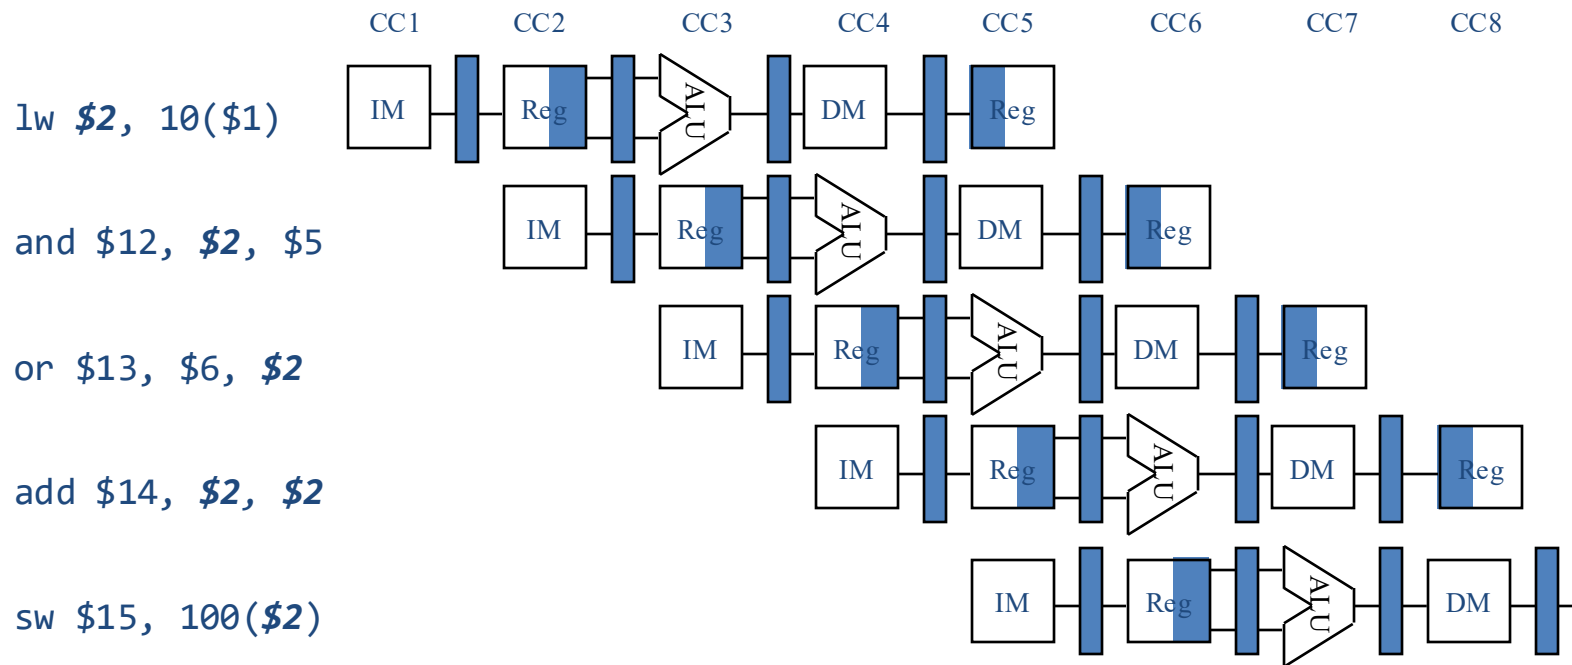 CC1 CC2 CC3 CC4 CC5 CC6 CC7 CC8
lw $2, 10($1) IM Reg ALU DM Reg
and $12, $2, $5 IM Reg ALU DM Reg
or $13, $6, $2 IM Reg ALU DM Reg
add $14, $2, $2 IM Reg ALU DM Reg
sw $15, 100($2) IM Reg ALU DM